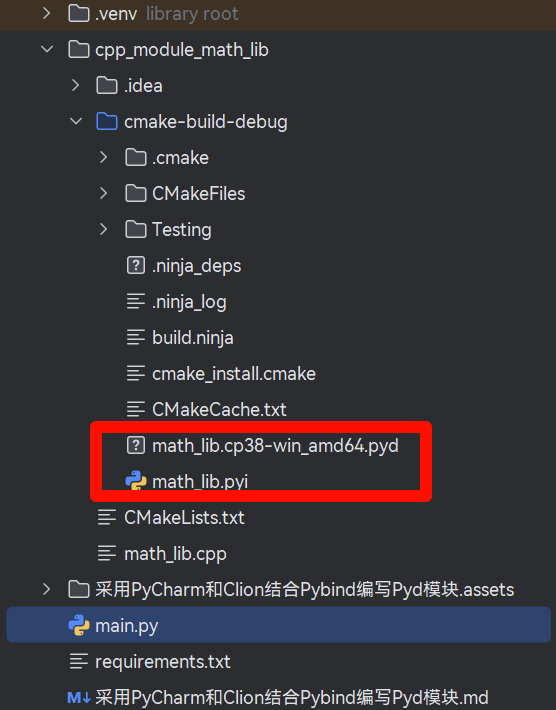 .venv library root
cpp_module_math_lib
.idea
cmake-build-debug
.cmake
CMakeFiles
Testing
.ninja_deps
.ninja_log
build.ninja
cmake_install.cmake
CMakeCache.txt
math_lib.cp38-win_amd64.pyd
math_lib.pyi
CMakeLists.txt
math_lib.cpp
采用PyCharm和Clion结合Pybind编写Pyd模块.assets
main.py
requirements.txt
M↓ 采用PyCharm和Clion结合Pybind编写Pyd模块.md